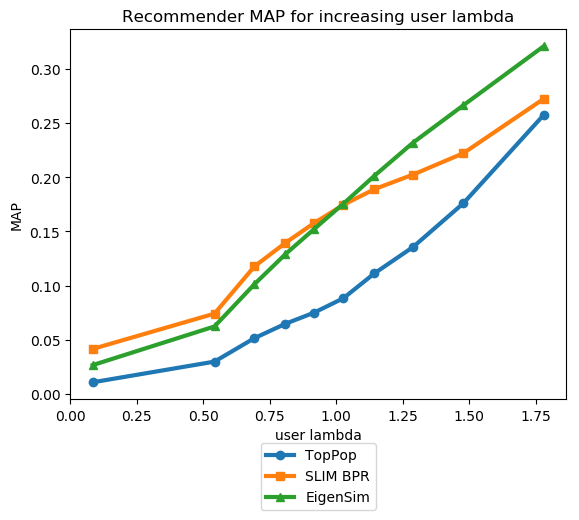 Recommender MAP for increasing user lambda
MAP
0.30
0.25
0.20
0.15
0.10
0.05
0.00
0.00 0.25 0.50 0.75 1.00 1.25 1.50 1.75
user lambda
TopPop
SLIM BPR
EigenSim